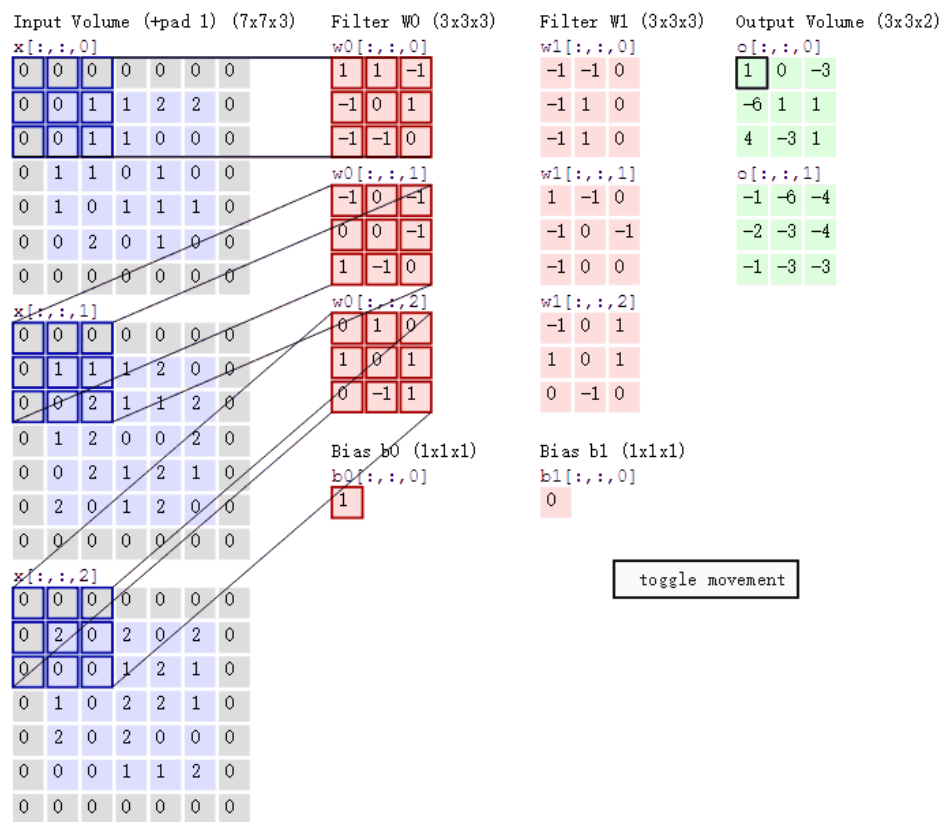 Input Volume (+pad 1) (7x7x3)
x[:,:,0]
0 0 0 0 0 0 0
0 0 1 1 2 2 0
0 0 1 1 0 0 0
0 1 1 0 1 0 0
0 1 0 1 1 1 0
0 0 2 0 1 0 0
0 0 0 0 0 0 0
x[:,:,1]
0 0 0 0 0 0 0
0 1 1 1 2 0 0
0 0 2 1 1 2 0
0 1 2 0 0 2 0
0 0 2 1 2 1 0
0 2 0 1 2 0 0
0 0 0 0 0 0 0
x[:,:,2]
0 0 0 0 0 0 0
0 2 0 2 0 2 0
0 0 0 1 2 1 0
0 1 0 2 2 1 0
0 2 0 2 0 0 0
0 0 0 1 1 2 0
0 0 0 0 0 0 0
Filter W0 (3x3x3)
w0[:,:,0]
1 1 -1
-1 0 1
-1 -1 0
w0[:,:,1]
-1 0 -1
0 0 -1
1 -1 0
w0[:,:,2]
0 1 0
1 0 1
0 -1 1
Bias b0 (1x1x1)
b0[:,:,0]
1
Filter W1 (3x3x3)
w1[:,:,0]
-1 -1 0
-1 1 0
-1 1 0
w1[:,:,1]
1 -1 0
-1 0 -1
-1 0 0
w1[:,:,2]
-1 0 1
1 0 1
0 -1 0
Bias b1 (1x1x1)
b1[:,:,0]
0
Output Volume (3x3x2)
o[:,:,0]
1 0 -3
-6 1 1
4 -3 1
o[:,:,1]
-1 -6 -4
-2 -3 -4
-1 -3 -3
toggle movement